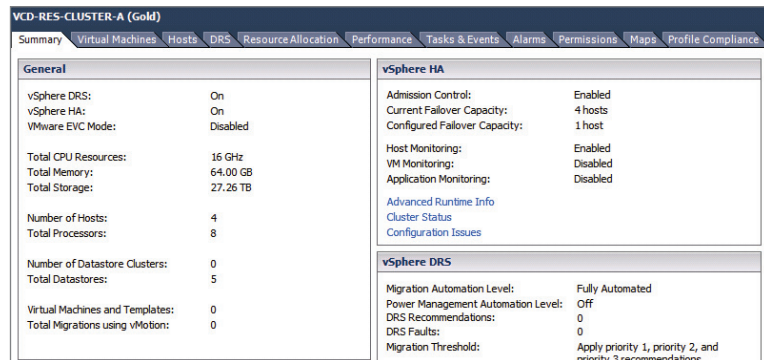 VCD-RES-CLUSTER-A (Gold)
Summary Virtual Machines Hosts DRS Resource Allocation Performance Tasks & Events Alarms Permissions Maps Profile Compliance
General
vSphere DRS: On
vSphere HA: On
VMware EVC Mode: Disabled
Total CPU Resources: 16 GHz
Total Memory: 64.00 GB
Total Storage: 27.26 TB
Number of Hosts: 4
Total Processors: 8
Number of Datastore Clusters: 0
Total Datastores: 5
Virtual Machines and Templates: 0
Total Migrations using vMotion: 0
vSphere HA
Admission Control: Enabled
Current Failover Capacity: 4 hosts
Configured Failover Capacity: 1 host
Host Monitoring: Enabled
VM Monitoring: Disabled
Application Monitoring: Disabled
Advanced Runtime Info
Cluster Status
Configuration Issues
vSphere DRS
Migration Automation Level: Fully Automated
Power Management Automation Level: Off
DRS Recommendations: 0
DRS Faults: 0
Migration Threshold: Apply priority 1, priority 2, and
priority 3 recommendations